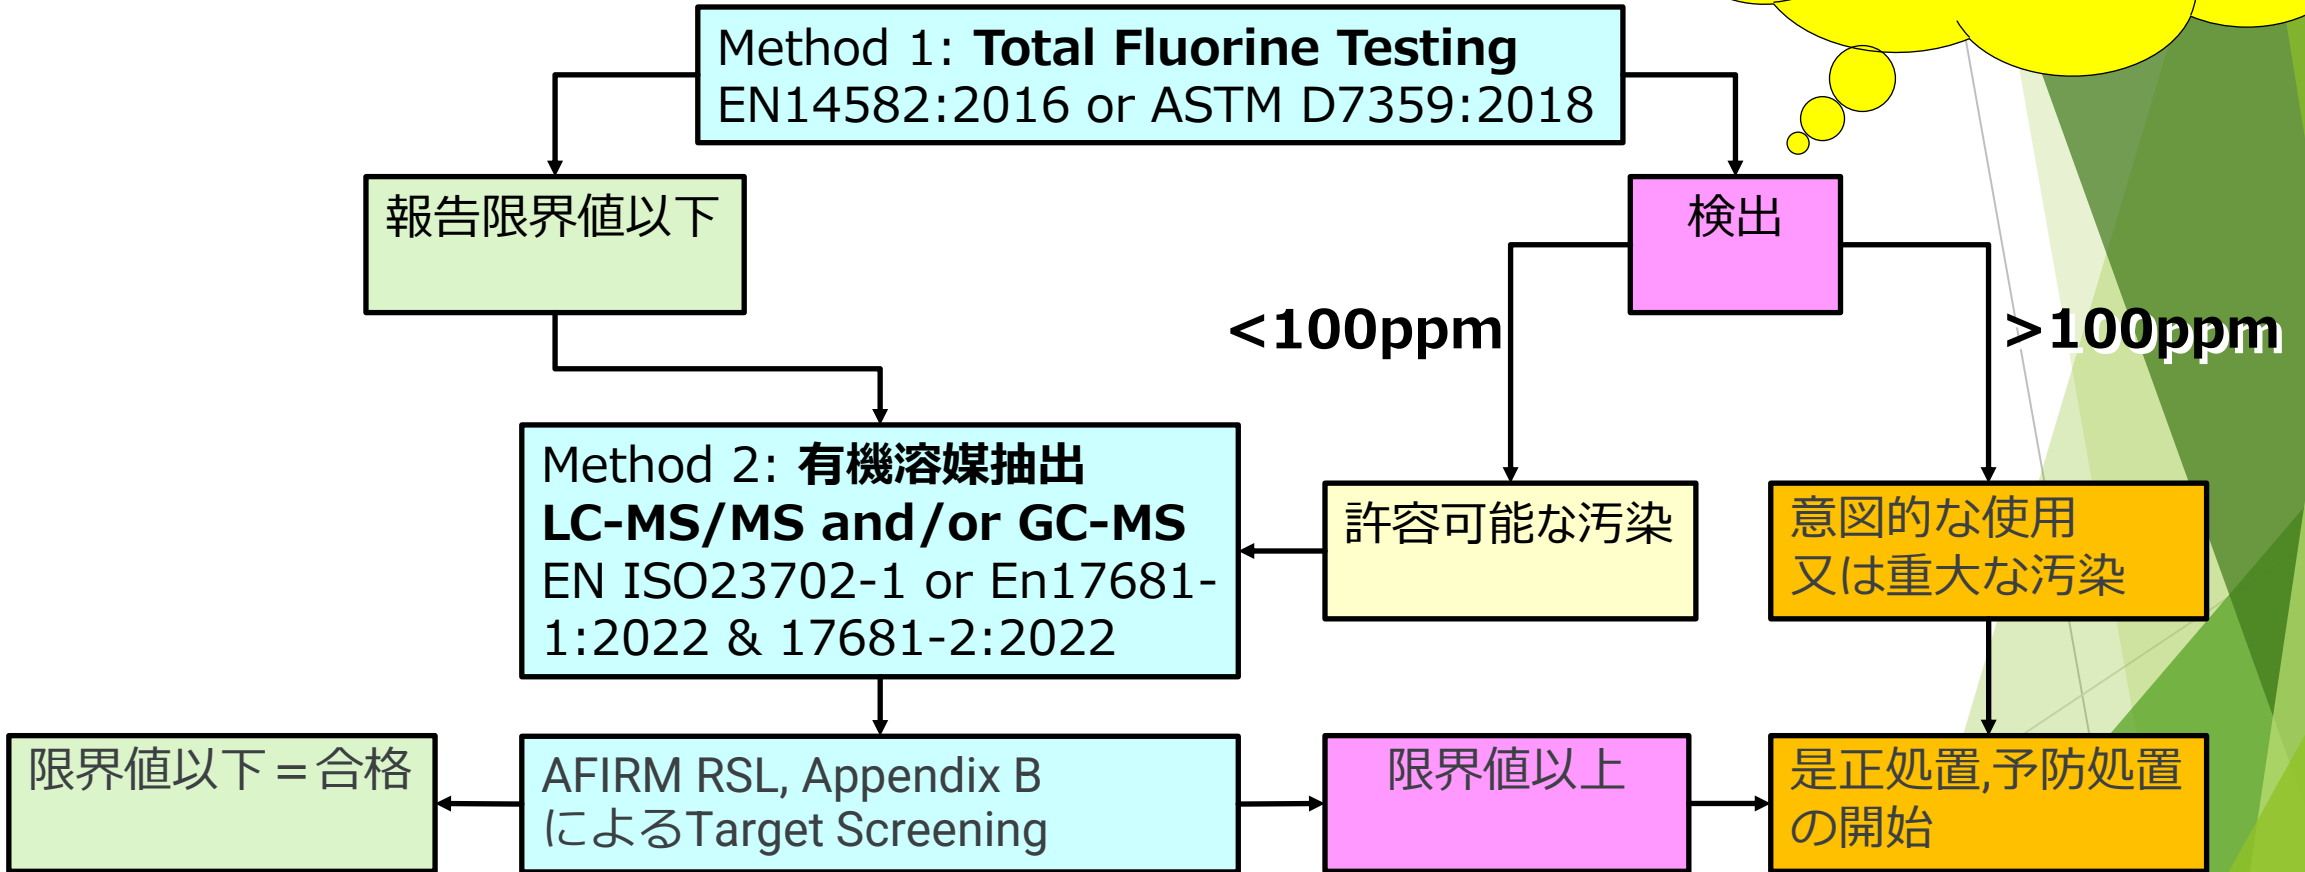 Method 1: Total Fluorine Testing
EN14582:2016 or ASTM D7359:2018
報告限界値以下
検出
<100ppm
>100ppm
Method 2: 有機溶媒抽出
LC-MS/MS and/or GC-MS
EN ISO23702-1 or En17681-
1:2022 & 17681-2:2022
許容可能な汚染
意図的な使用
又は重大な汚染
限界値以下＝合格
AFIRM RSL, Appendix B
によるTarget Screening
限界値以上
是正処置,予防処置
の開始